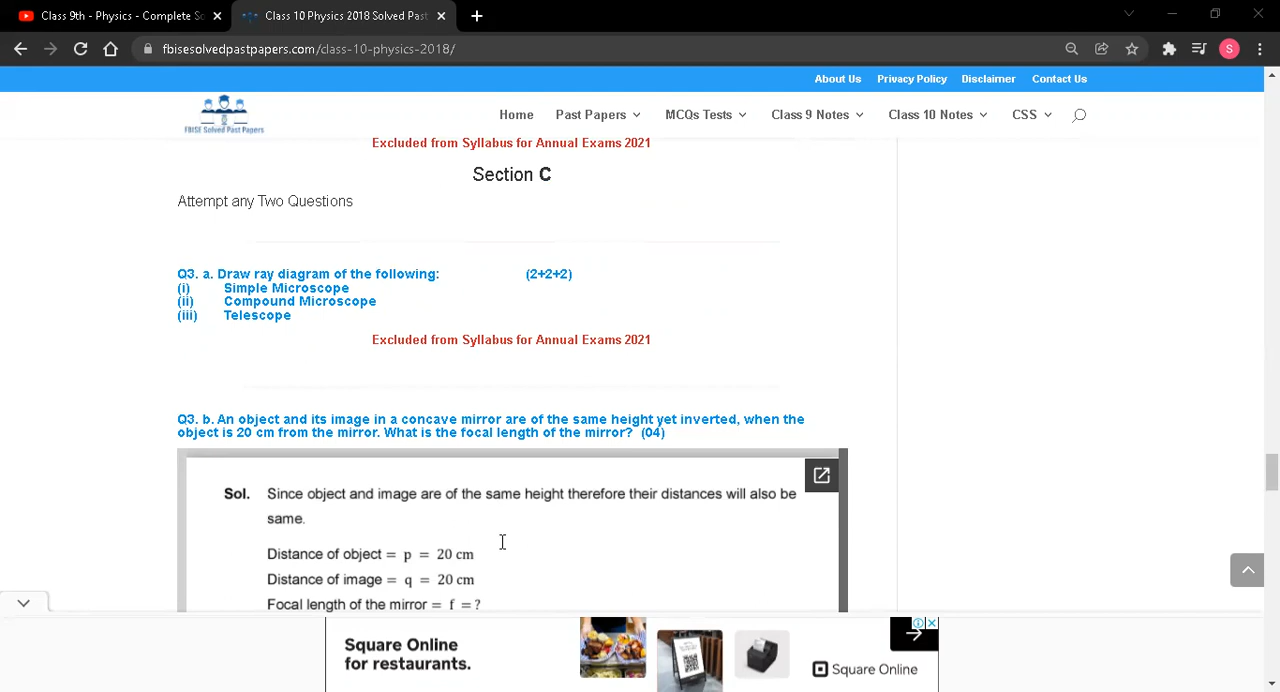 Class 9th - Physics - Complete So
Class 10 Physics 2018 Solved Past
fbisesolvedpastpapers.com/class-10-physics-2018/
S
About Us Privacy Policy Disclaimer Contact Us
FBISE Solved Past Papers
Home Past Papers MCQs Tests Class 9 Notes Class 10 Notes CSS
Excluded from Syllabus for Annual Exams 2021
Section C
Attempt any Two Questions
Q3. a. Draw ray diagram of the following: (2+2+2)
(i) Simple Microscope
(ii) Compound Microscope
(iii) Telescope
Excluded from Syllabus for Annual Exams 2021
Q3. b. An object and its image in a concave mirror are of the same height yet inverted, when the
object is 20 cm from the mirror. What is the focal length of the mirror? (04)
Sol. Since object and image are of the same height therefore their distances will also be
same.
Distance of object = p = 20 cm
Distance of image = q = 20 cm
Focal length of the mirror = f = ?
Square Online
for restaurants.
Square Online